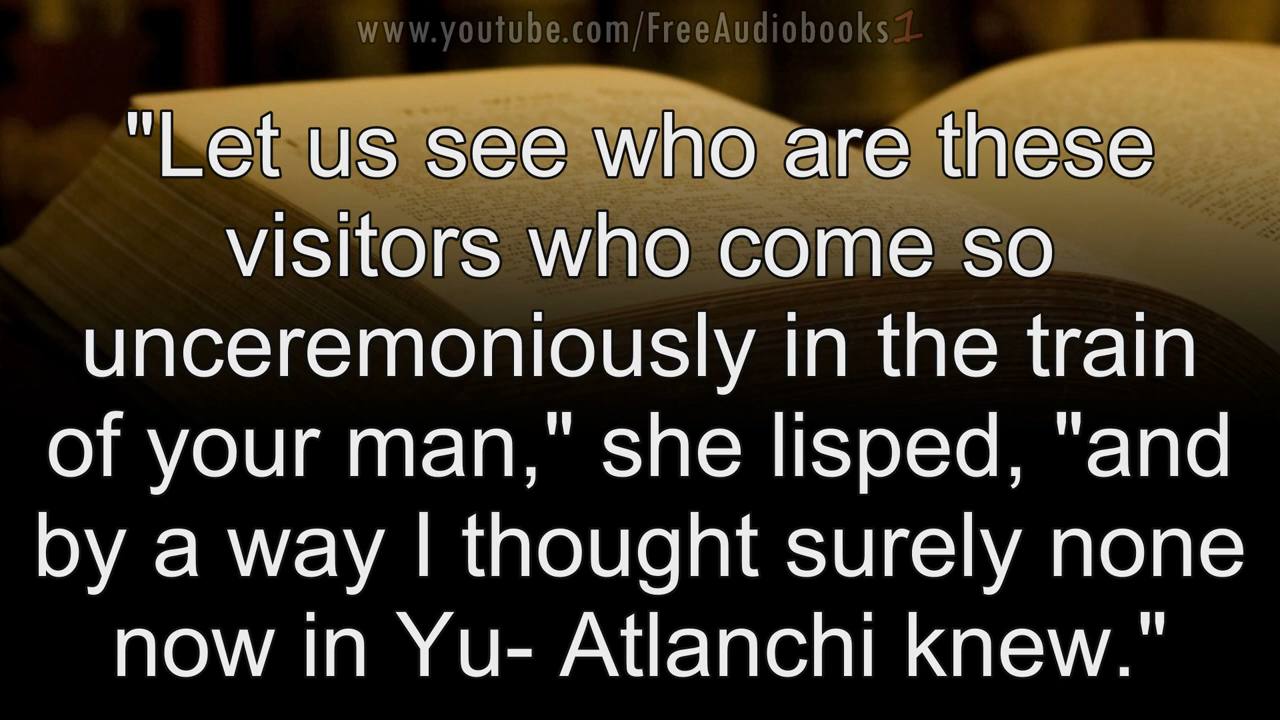 www.youtube.com/FreeAudiobooks1
"Let us see who are these
visitors who come so
unceremoniously in the train
of your man," she lisped, "and
by a way I thought surely none
now in Yu- Atlanchi knew."